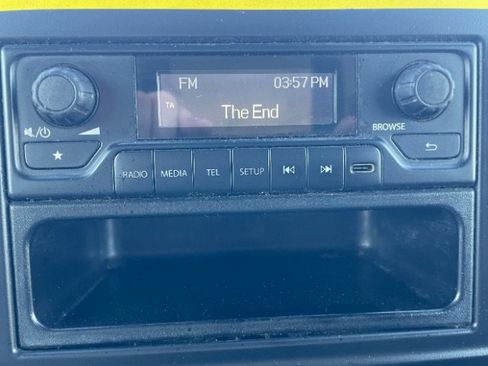 FM 03:57 PM
TA
The End
BROWSE
RADIO MEDIA TEL SETUP